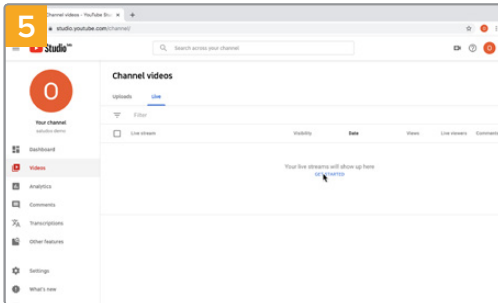 5
Channel videos - YouTube Stu
studio.youtube.com/channel/
Studio
Search across your channel
O
O
Your channel
Channel videos
Uploads Live
Filter
Live stream Visibility Date Views Live viewers Comments
Your live streams will show up here
GET STARTED
Dashboard
Videos
Analytics
Comments
Transcriptions
Other features
Settings
What's new